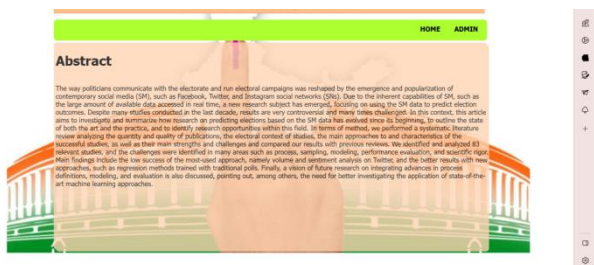 HOME ADMIN
Abstract
The way politicians communicate with the electorate and run electoral campaigns was reshaped by the emergence and popularization of
contemporary social media (SM), such as Facebook, Twitter, and Instagram social networks (SNs). Due to the inherent capabilities of SM, such as
the large amount of available data accessed in real time, a new research subject has emerged, focusing on using the SM data to predict election
outcomes. Despite many studies conducted in the last decade, results are very controversial and many times challenged. In this context, this article
aims to investigate and summarize how research on predicting elections based on the SM data has evolved since its beginning, to outline the state
of both the art and the practice, and to identify research opportunities within this field. In terms of method, we performed a systematic literature
review analyzing the quantity and quality of publications, the electoral context of studies, the main approaches to and characteristics of the
successful studies, as well as their main strengths and challenges and compared our results with previous reviews. We identified and analyzed 83
relevant studies, and the challenges were identified in many areas such as process, sampling, modeling, performance evaluation, and scientific rigor.
Main findings include the low success of the most-used approach, namely volume and sentiment analysis on Twitter, and the better results with new
approaches, such as regression methods trained with traditional polls. Finally, a vision of future research on integrating advances in process
definitions, modeling, and evaluation is also discussed, pointing out, among others, the need for better investigating the application of state-of-the-
art machine learning approaches.